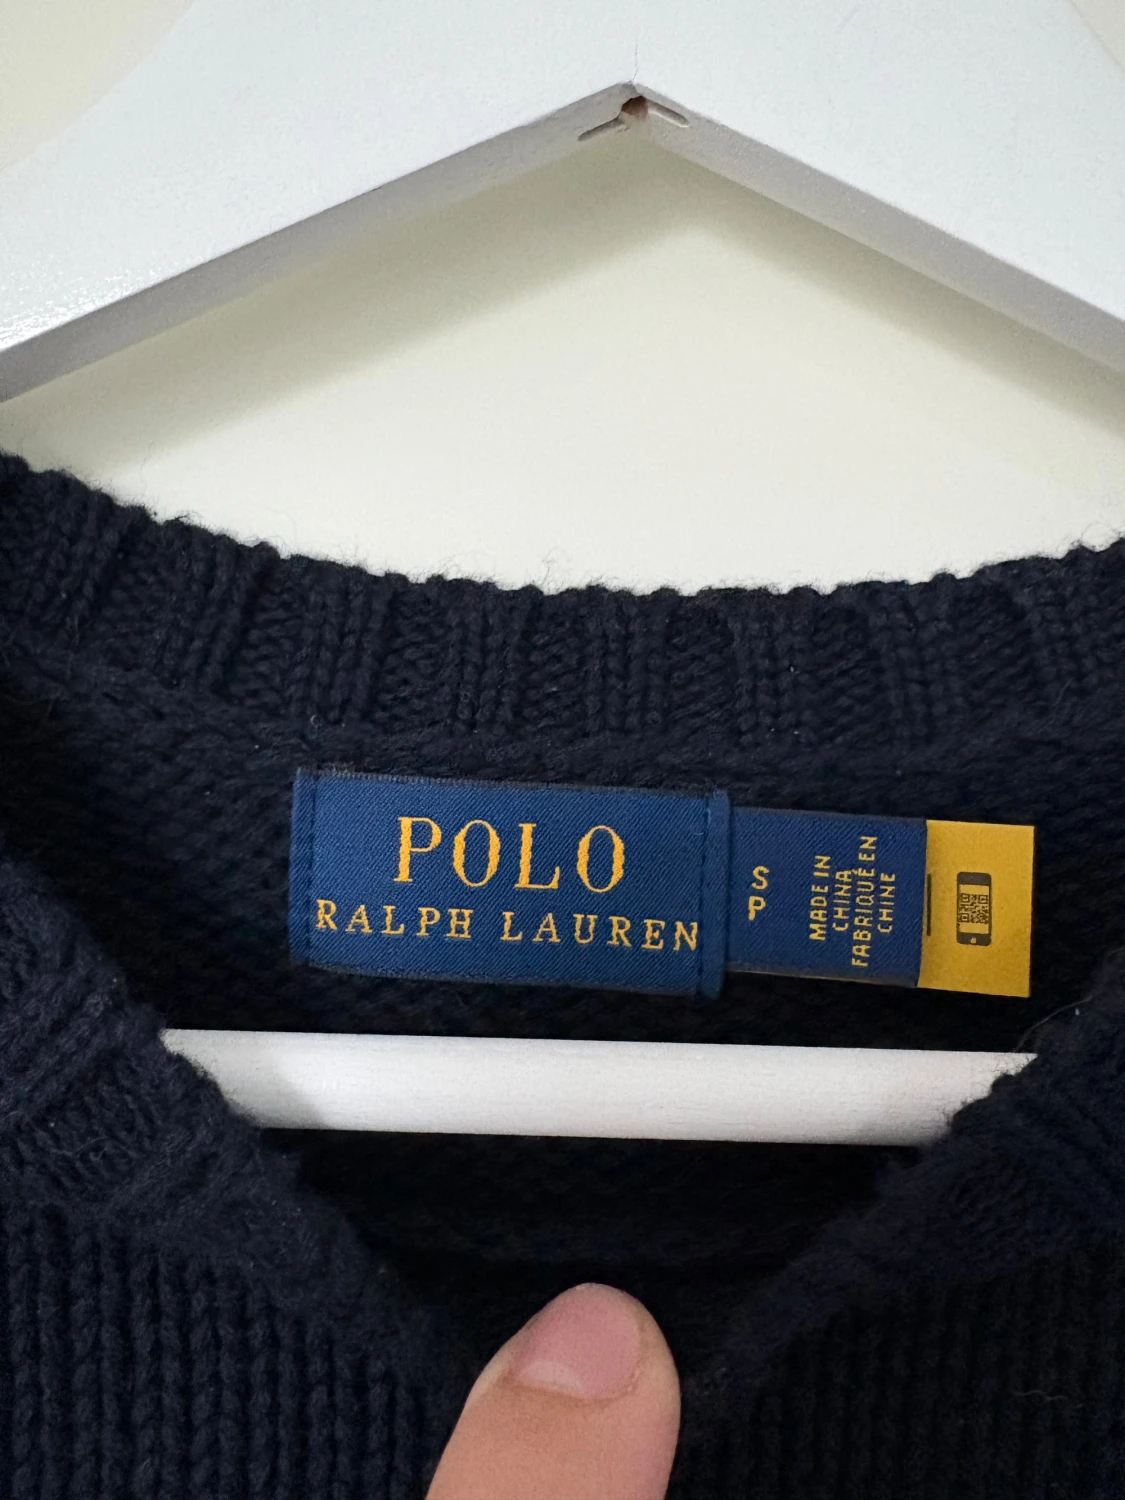 POLO
RALPH LAUREN
S
P
MADE IN
CHINA
FABRIQUÉ EN
CHINE